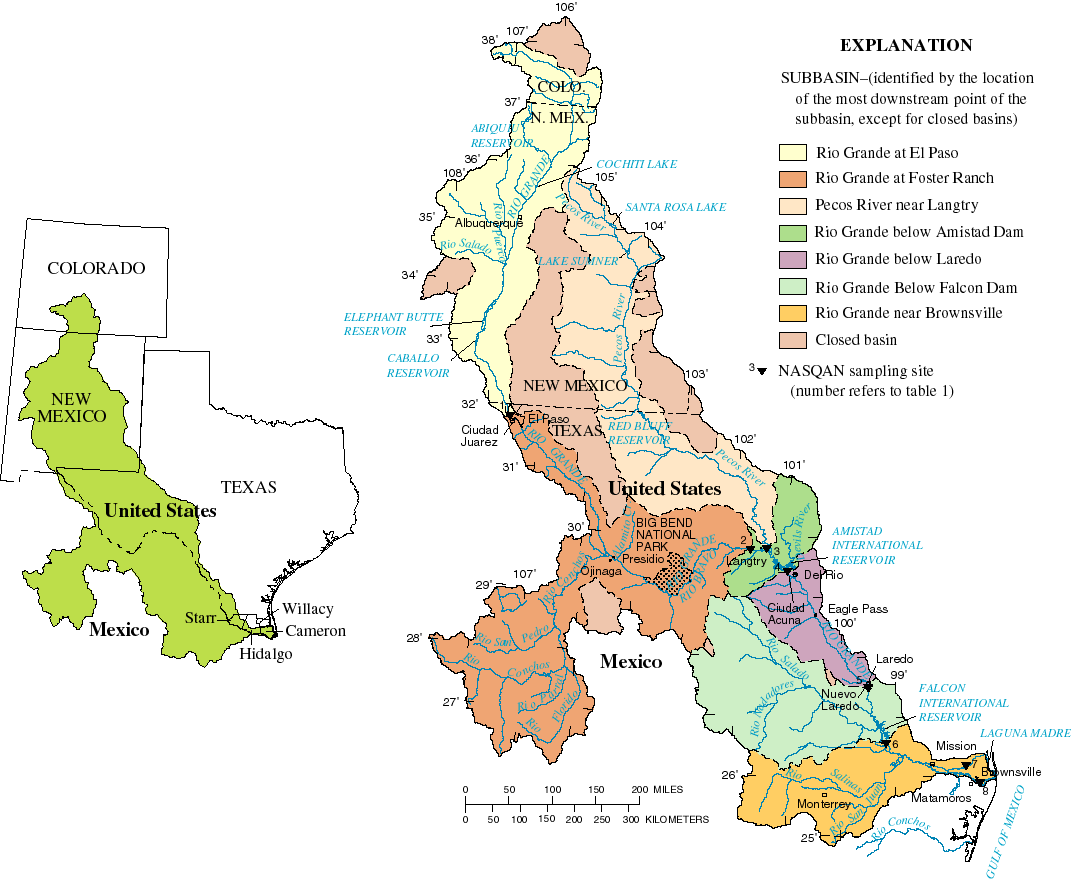 COLORADO
NEW
MEXICO
TEXAS
United States
Mexico
Starr
Willacy
Cameron
Hidalgo
106'
107'
38'
COLO.
37'
N. MEX.
ABIQUIU
RESERVOIR
36'
108'
COCHITI LAKE
105'
RIO GRANDE
Pecos River
SANTA ROSA LAKE
35'
Albuquerque
Rio Puerco
104'
Rio Salado
LAKE SUMNER
34'
ELEPHANT BUTTE
RESERVOIR
33'
Pecos
River
CABALLO
RESERVOIR
NEW MEXICO
103'
32'
1
El Paso
Ciudad
Juarez
TEXAS
RED BLUFF
RESERVOIR
102'
RIO GRANDE
31'
Pecos River
101'
United States
30'
BIG BEND
NATIONAL
PARK
Presidio
Ojinaga
RIO BRAVO
GRANDE
2
3
Langtry
AMISTAD
INTERNATIONAL
RESERVOIR
4
Del Rio
29'
107'
Rio Conchos
Ciudad
Acuna
Eagle Pass
100'
28'
Rio San Pedro
Mexico
Rio
Conchos
27'
Rio
Florido
Rio Salado
Laredo
99'
5
Nuevo
Laredo
FALCON
INTERNATIONAL
RESERVOIR
6
LAGUNA MADRE
Mission
7
Brownsville
8
Matamoros
26'
Rio
Salinas
Monterrey
Rio San Juan
25'
Rio Conchos
GULF OF MEXICO
0 50 100 150 200 MILES
0 50 100 150 200 250 300 KILOMETERS
EXPLANATION
SUBBASIN–(identified by the location
of the most downstream point of the
subbasin, except for closed basins)
Rio Grande at El Paso
Rio Grande at Foster Ranch
Pecos River near Langtry
Rio Grande below Amistad Dam
Rio Grande below Laredo
Rio Grande Below Falcon Dam
Rio Grande near Brownsville
Closed basin
3
NASQAN sampling site
(number refers to table 1)